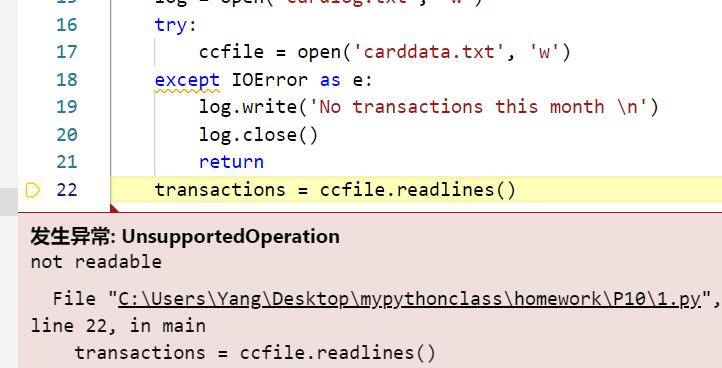 15 log = open('cardlog.txt', 'w')
16 try:
17 ccfile = open('carddata.txt', 'w')
18 except IOError as e:
19 log.write('No transactions this month \n')
20 log.close()
21 return
22 transactions = ccfile.readlines()
发生异常: UnsupportedOperation
not readable
File "C:\Users\Yang\Desktop\mypythonclass\homework\P10\1.py",
line 22, in main
transactions = ccfile.readlines()